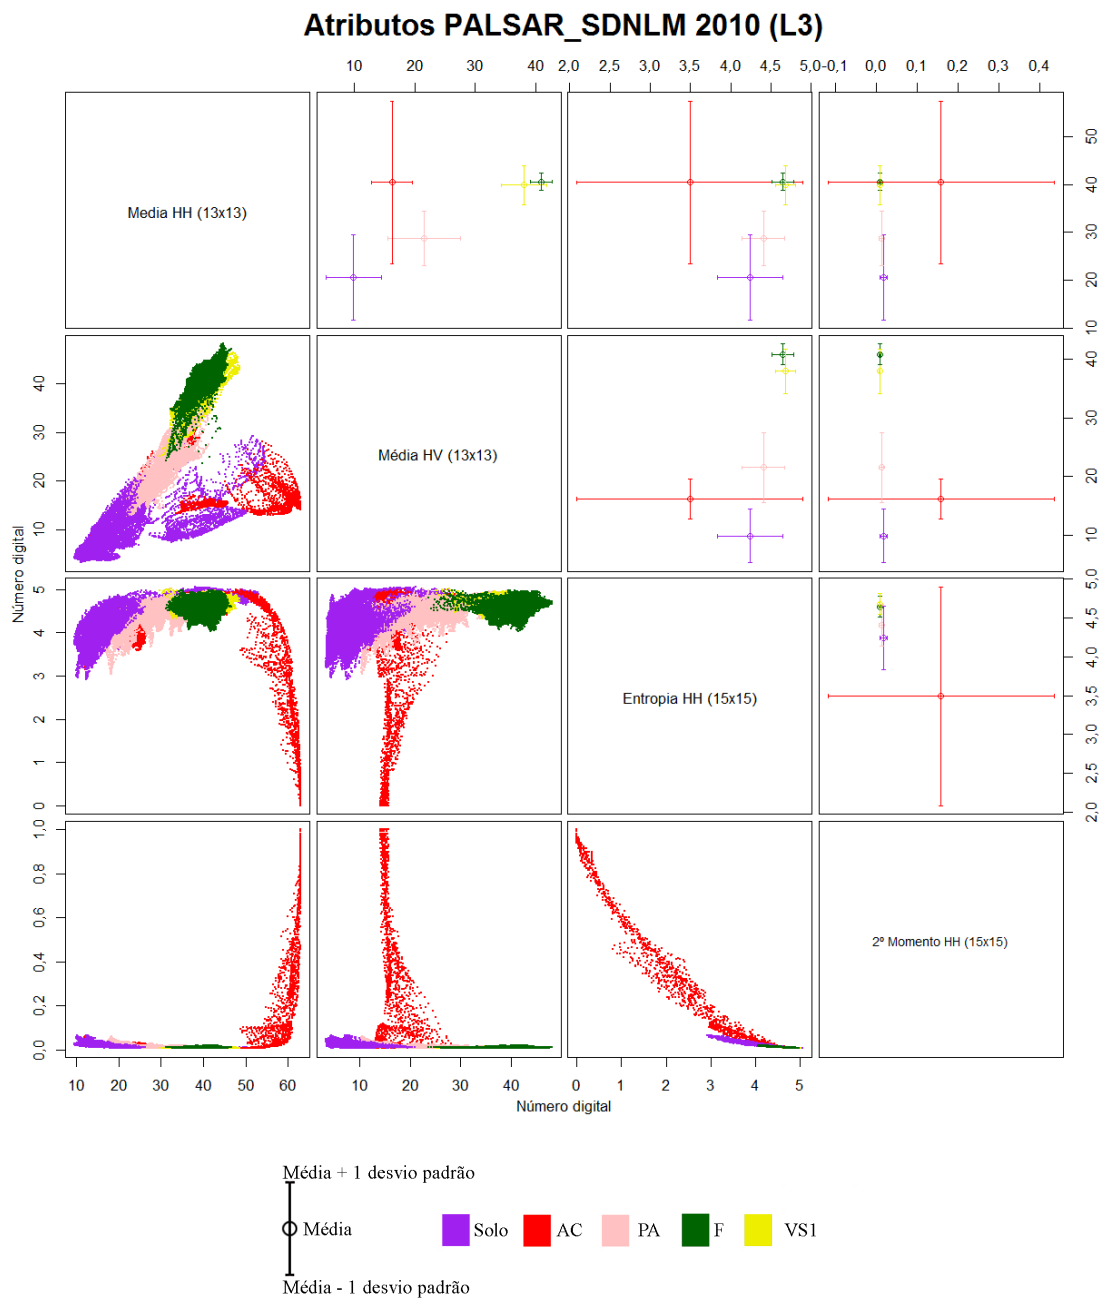 Atributos PALSAR_SDNLM 2010 (L3)
10 20 30 40 2,0 3,5 4,5 5,0 -0,1 0,0 0,1 0,2 0,3 0,4
Media HH (13x13)
50
40
30
20
10
Média HV (13x13)
40
30
20
10
40
30
20
10
5,0
Número digital
Entropia HH (15x15)
5
4
3
2
1
0
5,0
4,5
4,0
3,5
3,0
2,5
2,0
2º Momento HH (15x15)
1,0
0,8
0,6
0,4
0,2
0,0
10 20 30 40 50 60 10 20 30 40 0 1 2 3 4 5
Número digital
Média + 1 desvio padrão
Média
Média - 1 desvio padrão
Solo AC PA F VS1